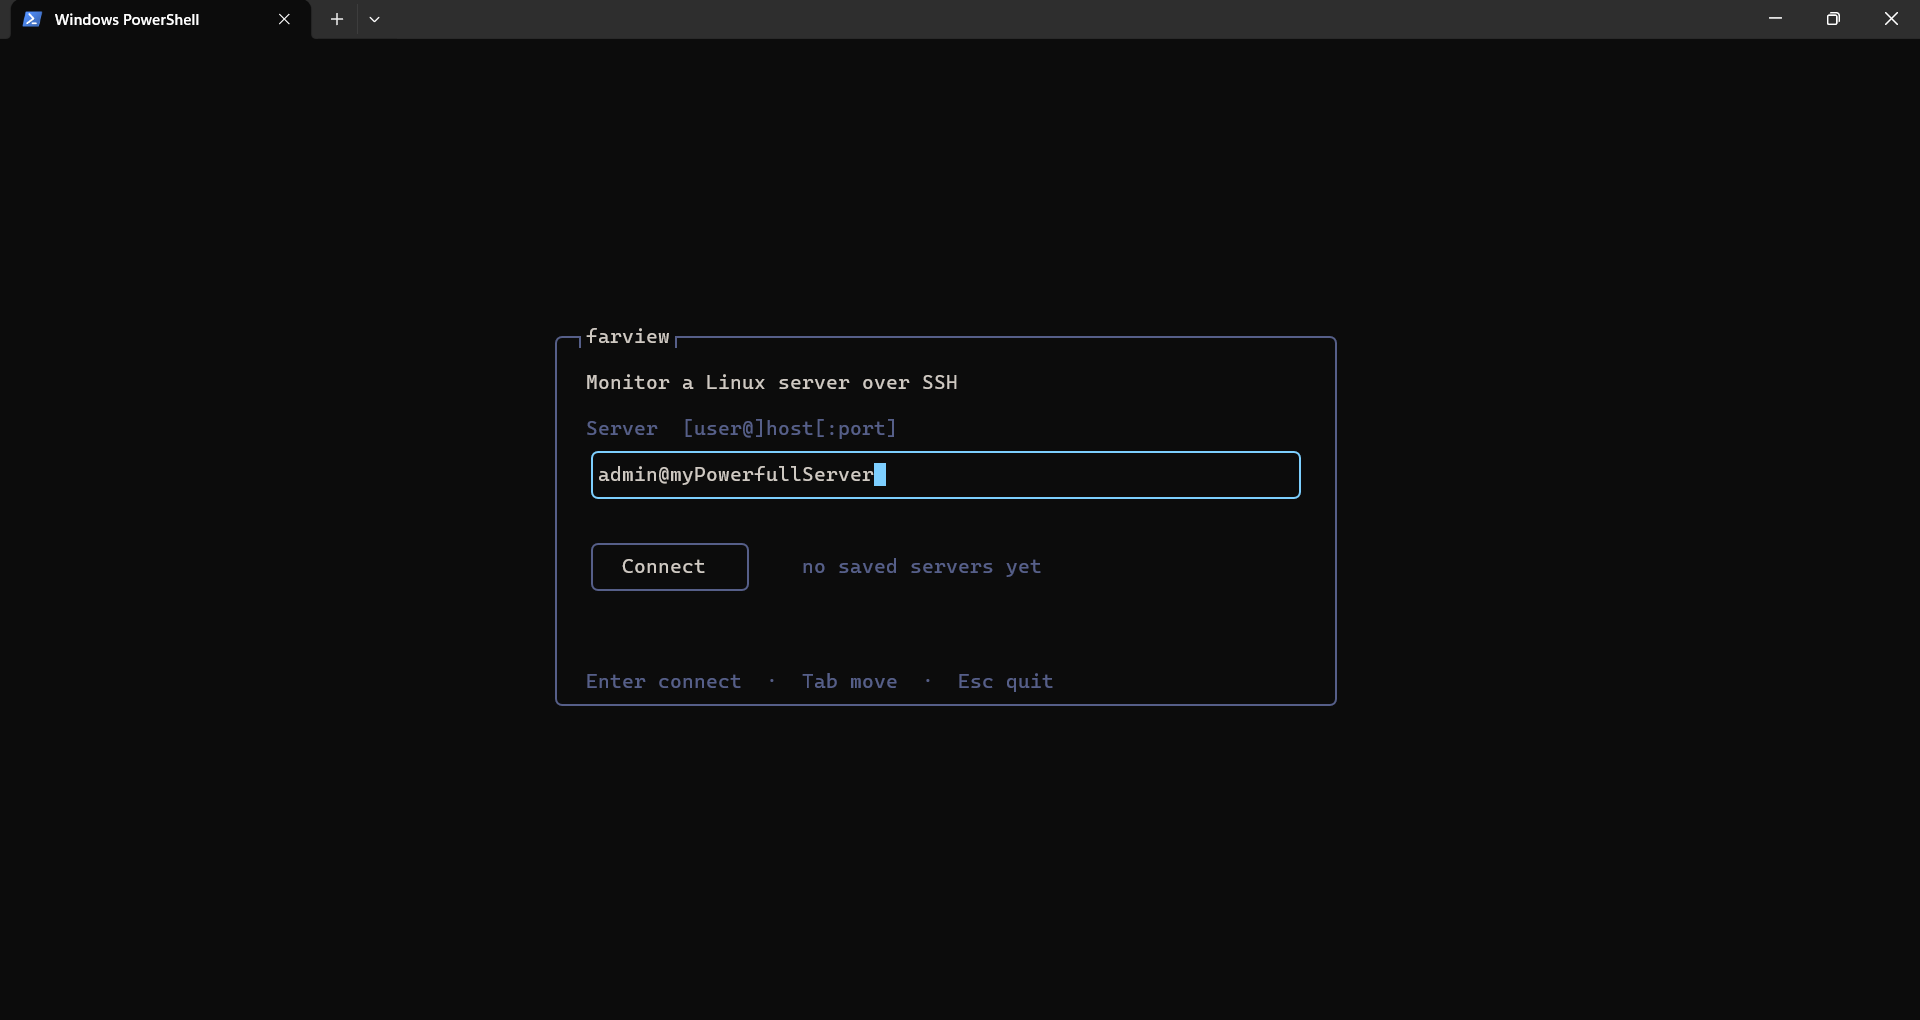 Windows PowerShell
farview
Monitor a Linux server over SSH
Server [user@]host[:port]
admin@myPowerfullServer
Connect no saved servers yet
Enter connect · Tab move · Esc quit